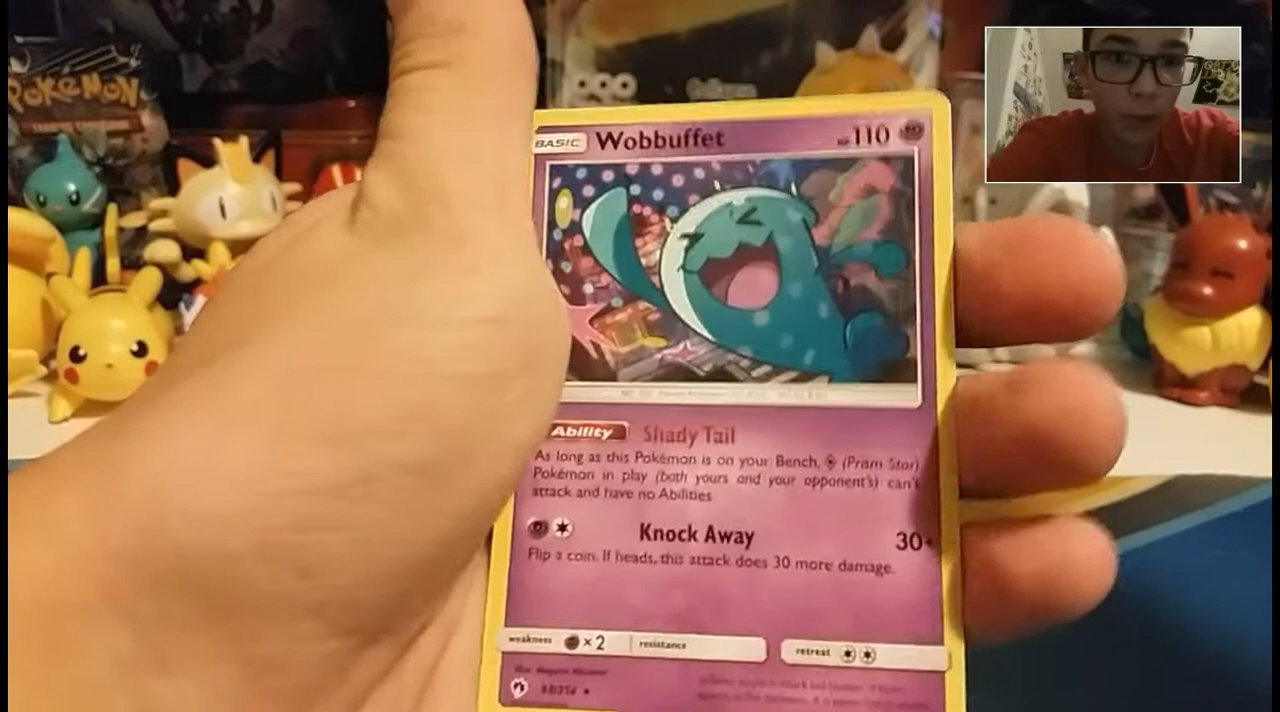 POKÉMON
BASIC Wobbuffet HP 110
Ability Shady Tail
As long as this Pokémon is on your Bench, (Prism Star)
Pokémon in play (both yours and your opponent's) can't
attack and have no Abilities
Knock Away 30+
Flip a coin. If heads, this attack does 30 more damage.
weakness ×2 resistance retreat